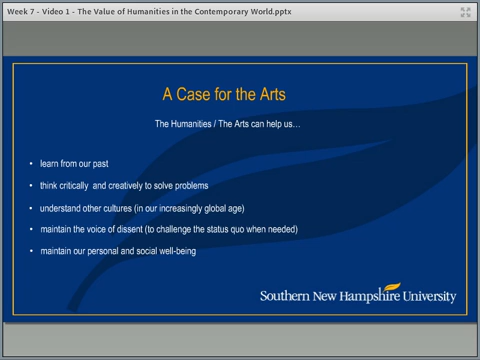 Week 7 - Video 1 - The Value of Humanities in the Contemporary World.pptx
A Case for the Arts
The Humanities / The Arts can help us…
• learn from our past
• think critically and creatively to solve problems
• understand other cultures (in our increasingly global age)
• maintain the voice of dissent (to challenge the status quo when needed)
• maintain our personal and social well-being
Southern New Hampshire University